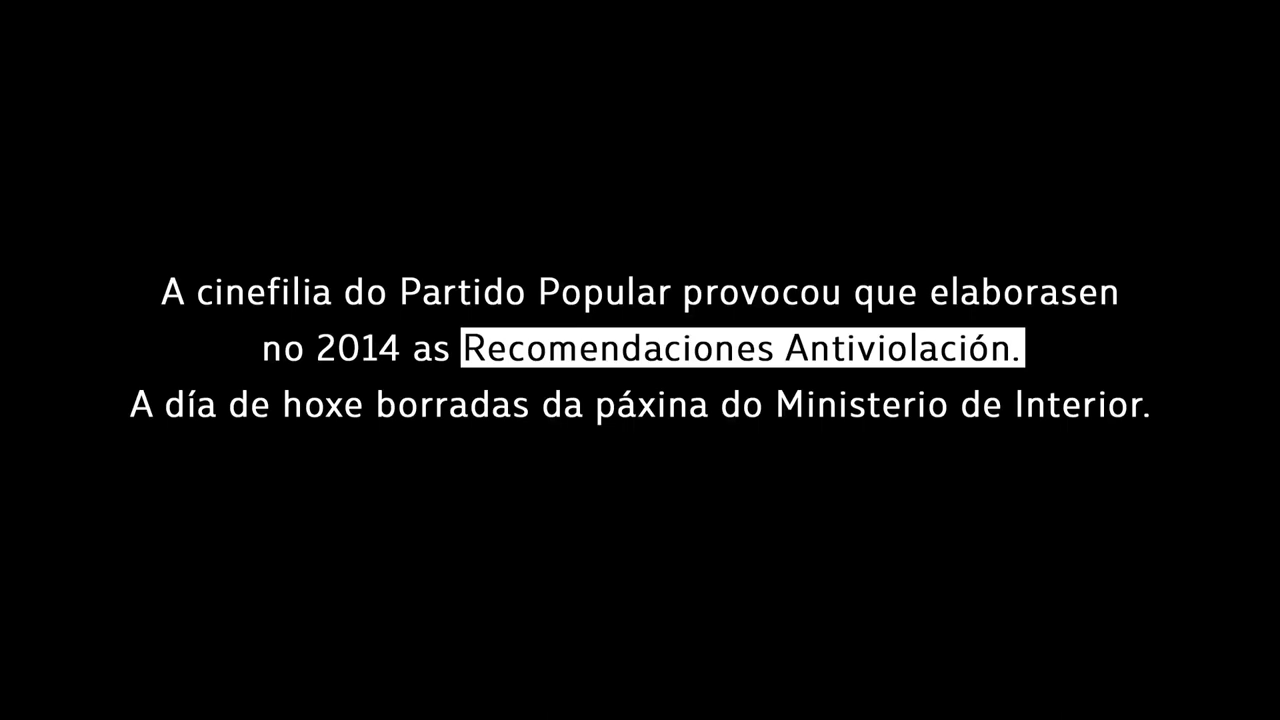 A cinefilia do Partido Popular provocou que elaborasen
no 2014 as Recomendaciones Antiviolación.
A día de hoxe borradas da páxina do Ministerio de Interior.